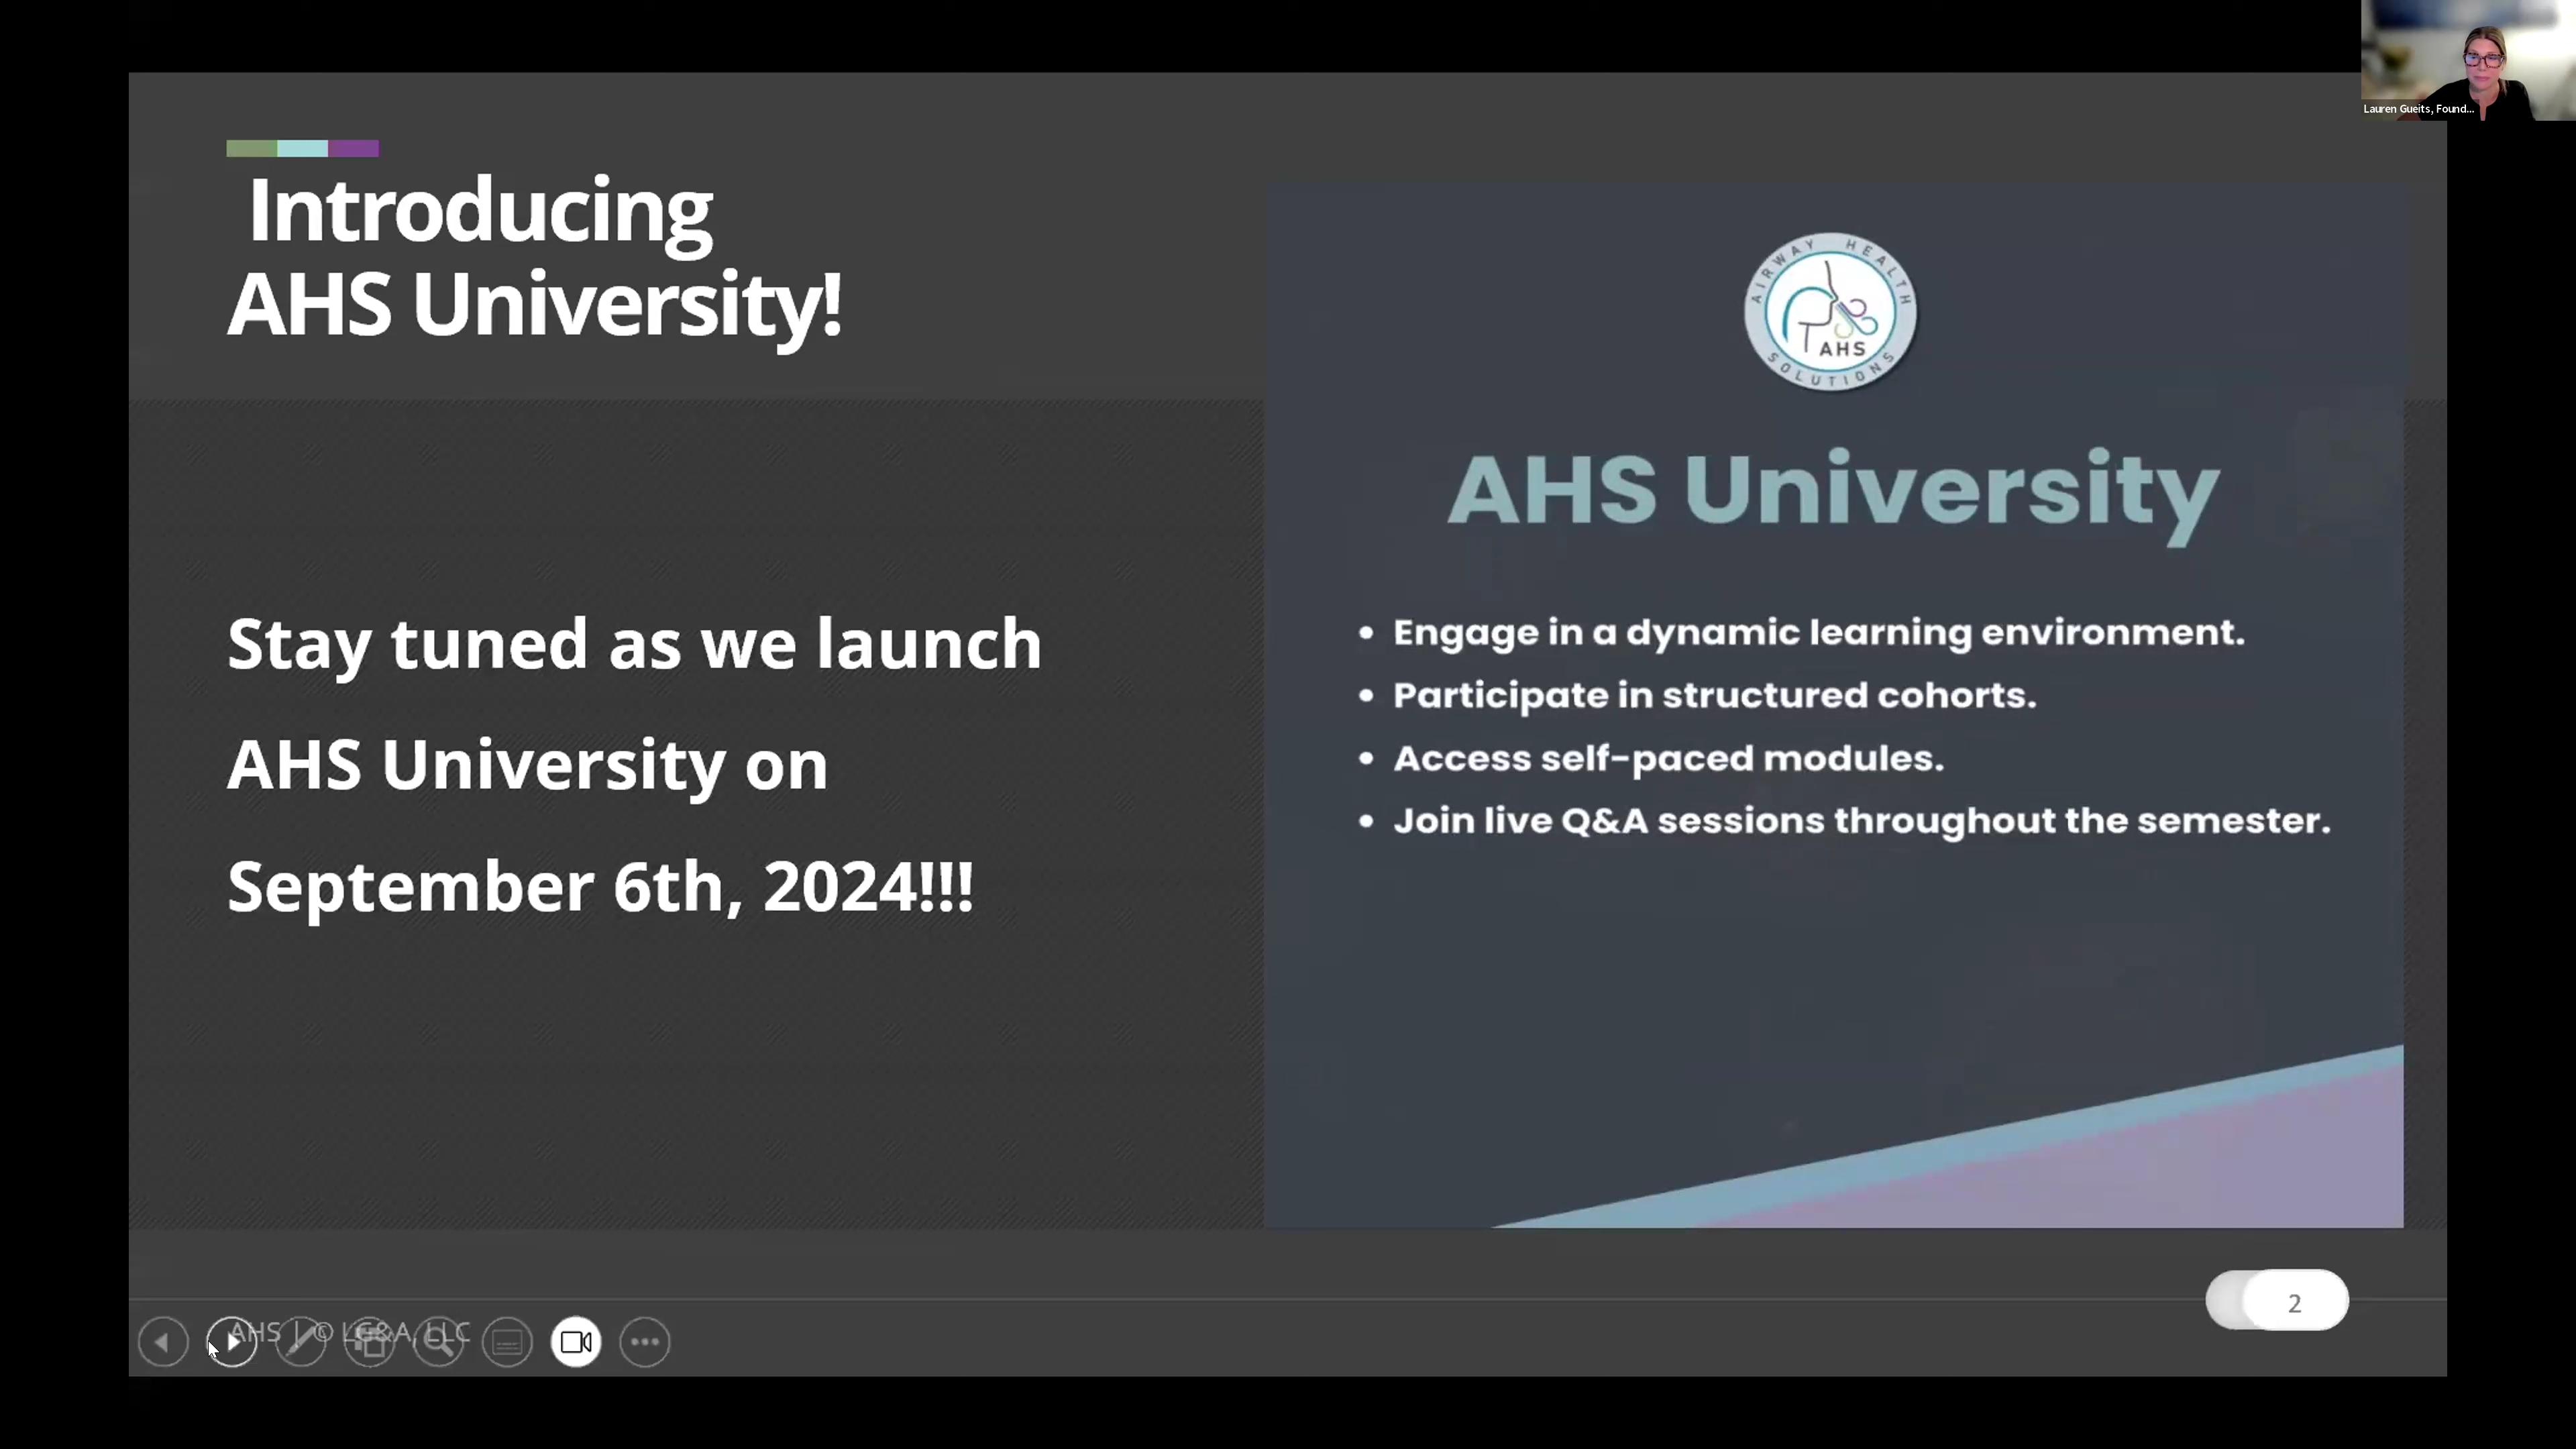 Lauren Gueits, Found...
Introducing
AHS University!
Stay tuned as we launch
AHS University on
September 6th, 2024!!!
AIRWAY HEALTH
AHS
SOLUTIONS
AHS University
• Engage in a dynamic learning environment.
• Participate in structured cohorts.
• Access self-paced modules.
• Join live Q&A sessions throughout the semester.
AHS | © LG&A, LLC
2